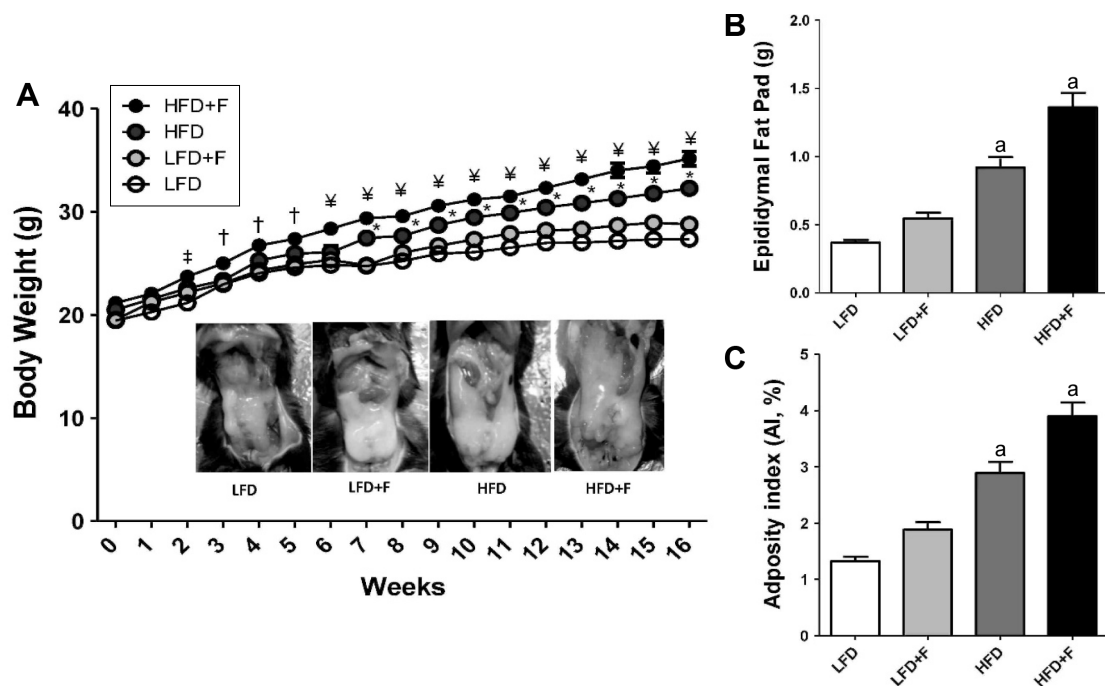 A
HFD+F
HFD
LFD+F
LFD
Body Weight (g)
40
30
20
10
0
‡ † † † ¥ ¥ ¥ ¥ ¥ ¥ ¥ ¥ ¥ ¥ ¥
* * * * * * * * * *
LFD LFD+F HFD HFD+F
0 1 2 3 4 5 6 7 8 9 10 11 12 13 14 15 16
Weeks
B
Epididymal Fat Pad (g)
2.0
1.5
1.0
0.5
0.0
a
a
LFD LFD+F HFD HFD+F
C
Adposity index (AI, %)
5
4
3
2
1
0
a
a
LFD LFD+F HFD HFD+F